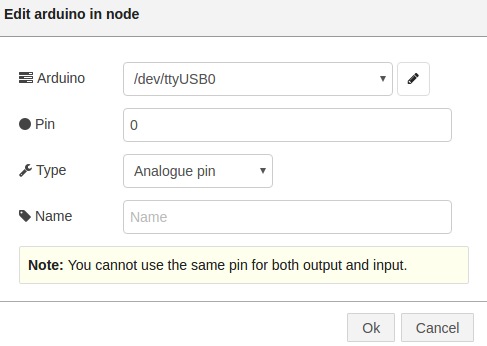 Edit arduino in node
Arduino /dev/ttyUSB0
Pin 0
Type Analogue pin
Name Name
Note: You cannot use the same pin for both output and input.
Ok Cancel